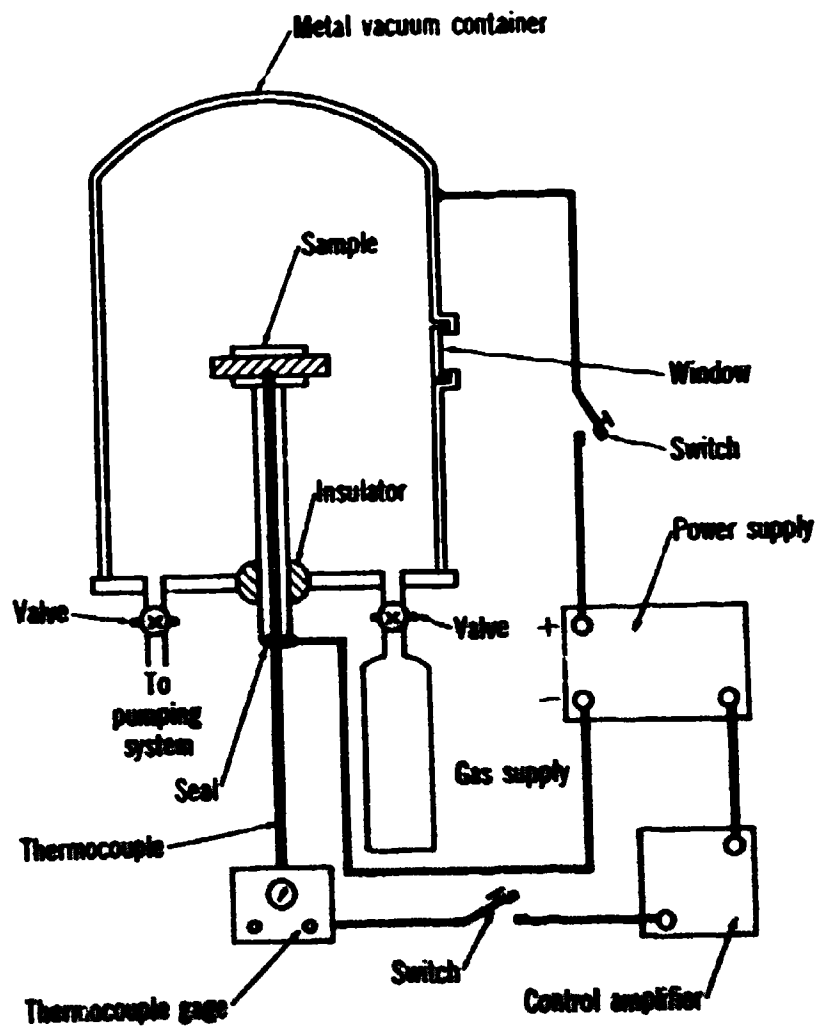 Metal vacuum container
Sample
Window
Switch
Insulator
Power supply
Valve
Valve
+
To
pumping
system
−
Seal
Gas supply
Thermocouple
Switch
Thermocouple gage
Control amplifier